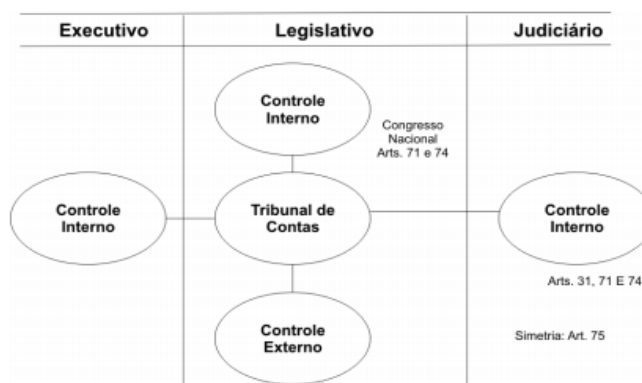 Executivo
Legislativo
Judiciário
Controle
Interno
Congresso
Nacional
Arts. 71 e 74
Controle
Interno
Tribunal de
Contas
Controle
Interno
Arts. 31, 71 E 74
Controle
Externo
Simetria: Art. 75